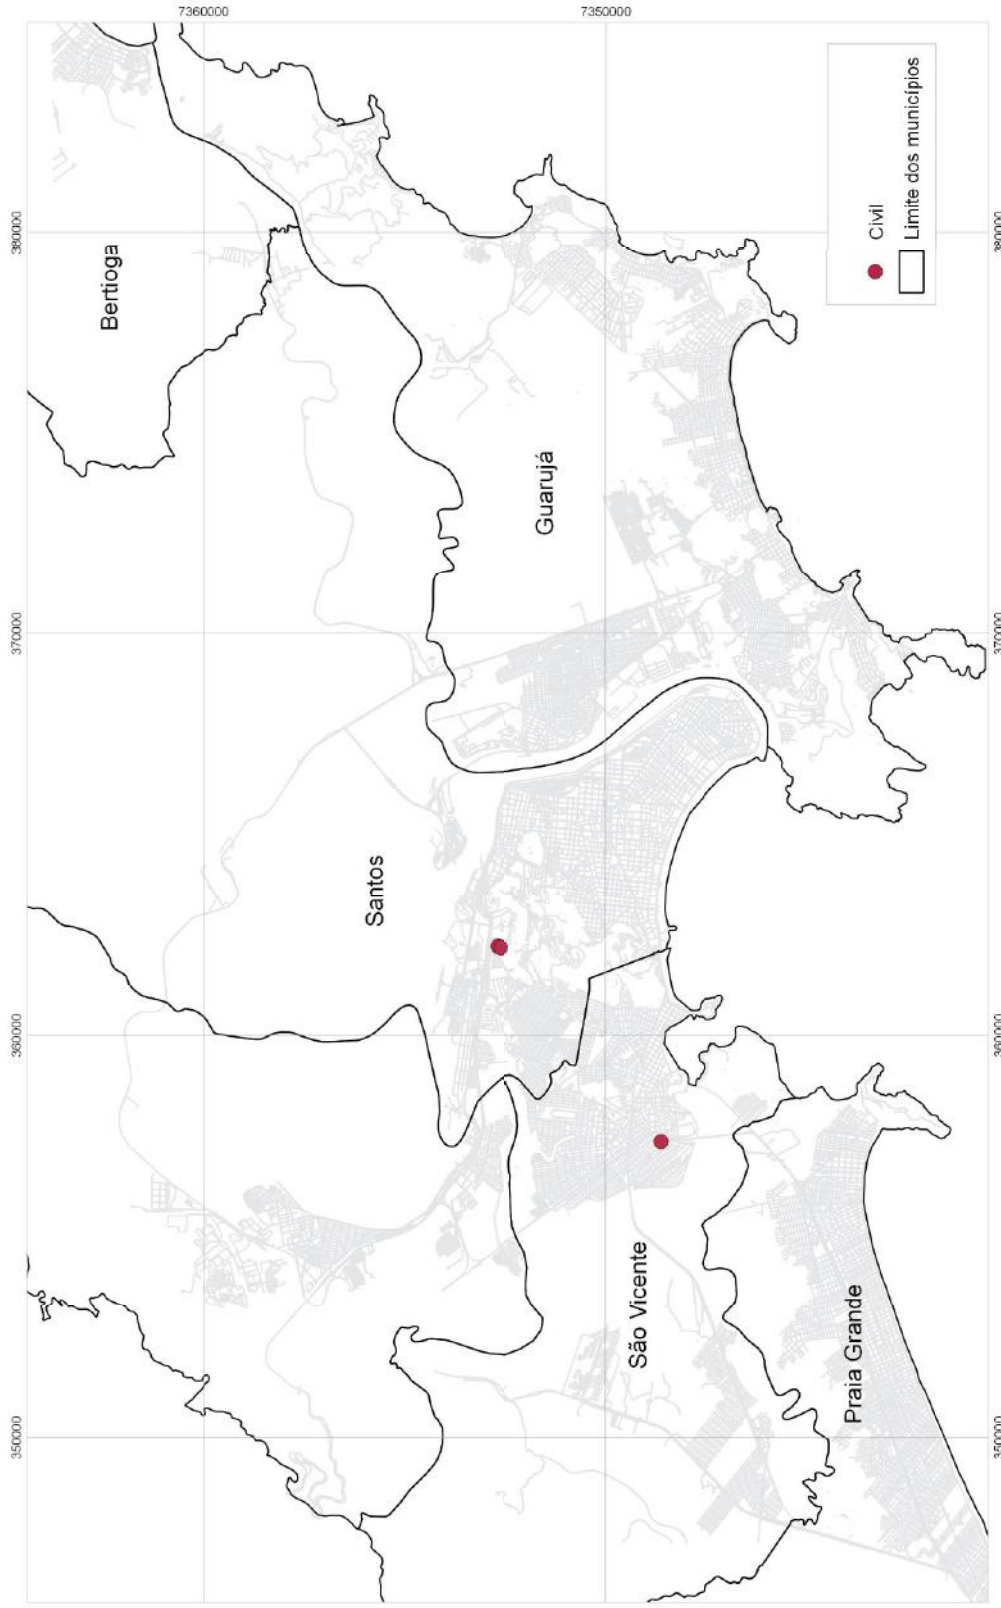 350000 360000 370000 380000
7360000
Bertioga
Santos
Guarujá
7350000
São Vicente
Praia Grande
Civil
Limite dos municípios
350000 360000 370000 380000